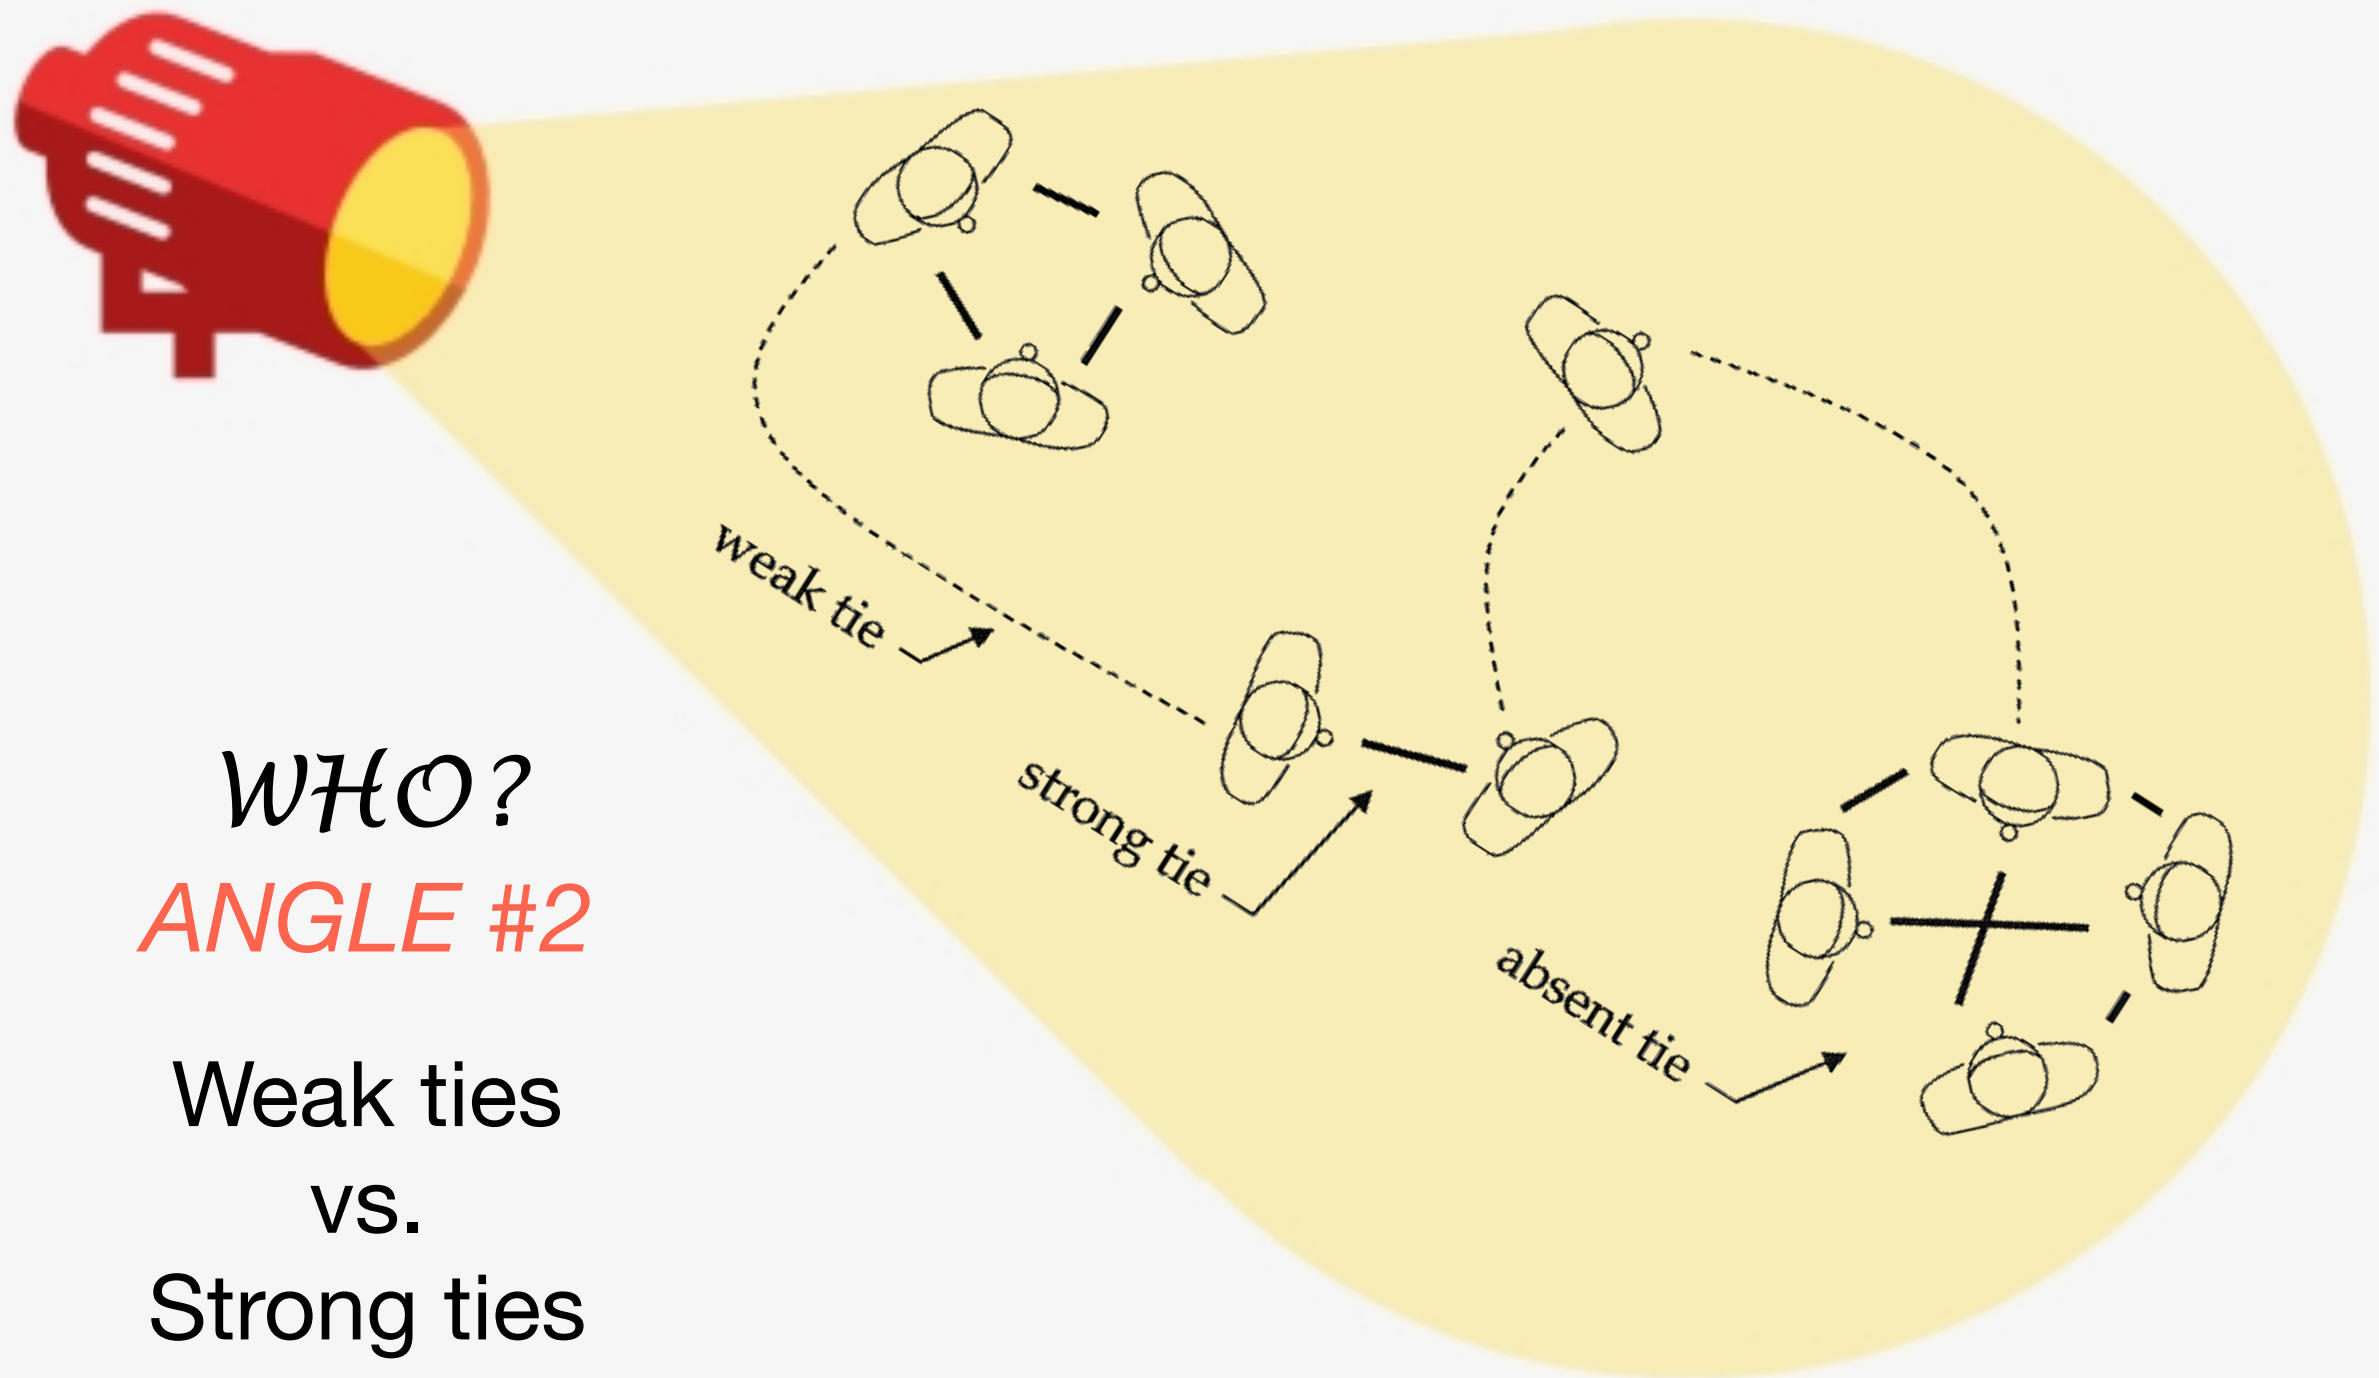 weak tie
strong tie
absent tie
WHO?
ANGLE #2
Weak ties
vs.
Strong ties